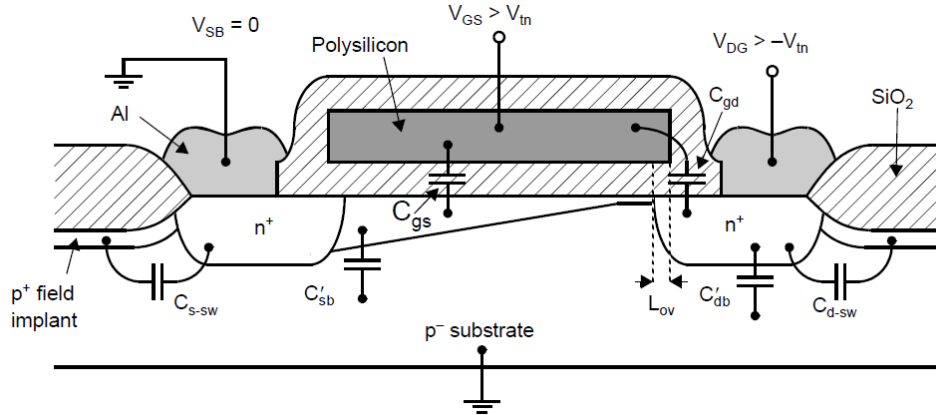 V_SB = 0
V_GS > V_tn
Polysilicon
V_DG > –V_tn
Al
C_gd
SiO_2
n^+
C_gs
n^+
p^+ field
implant
C_s-sw
C′_sb
L_ov
C′_db
C_d-sw
p^– substrate